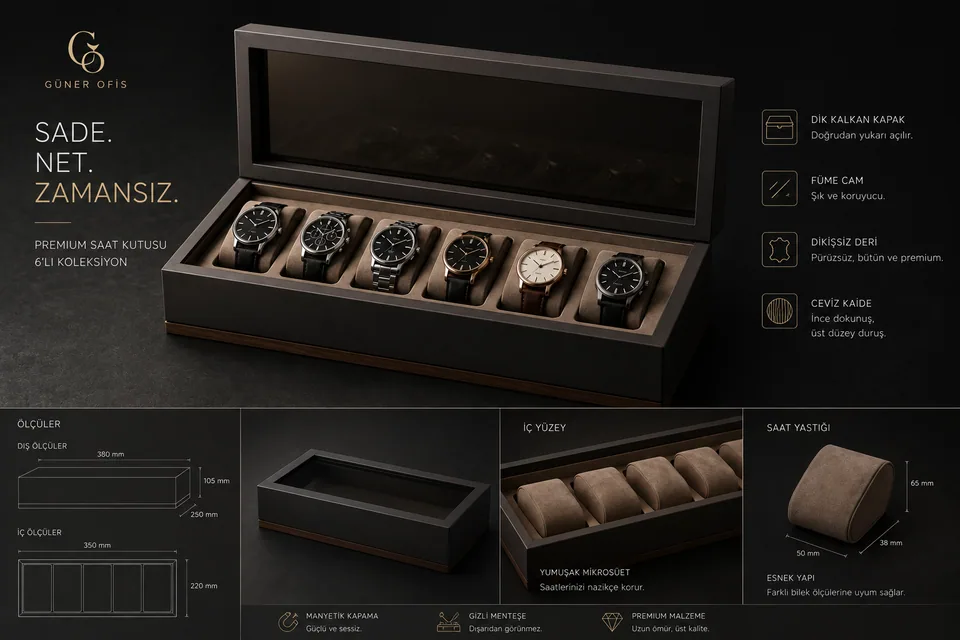 GÜNER OFİS
SADE.
NET.
ZAMANSIZ.
PREMIUM SAAT KUTUSU
6'LI KOLEKSİYON
DİK KALKAN KAPAK
Doğrudan yukarı açılır.
FÜME CAM
Şık ve koruyucu.
DİKİŞSİZ DERİ
Pürüzsüz, bütün ve premium.
CEVİZ KAİDE
İnce dokunuş,
üst düzey duruş.
ÖLÇÜLER
DIŞ ÖLÇÜLER
380 mm
105 mm
250 mm
İÇ ÖLÇÜLER
350 mm
220 mm
İÇ YÜZEY
YUMUŞAK MİKROSÜET
Saatlerinizi nazikçe korur.
SAAT YASTIĞI
65 mm
38 mm
50 mm
ESNEK YAPI
Farklı bilek ölçülerine uyum sağlar.
MANYETİK KAPAMA
Güçlü ve sessiz.
GİZLİ MENTEŞE
Dışarıdan görünmez.
PREMIUM MALZEME
Uzun ömür, üst kalite.